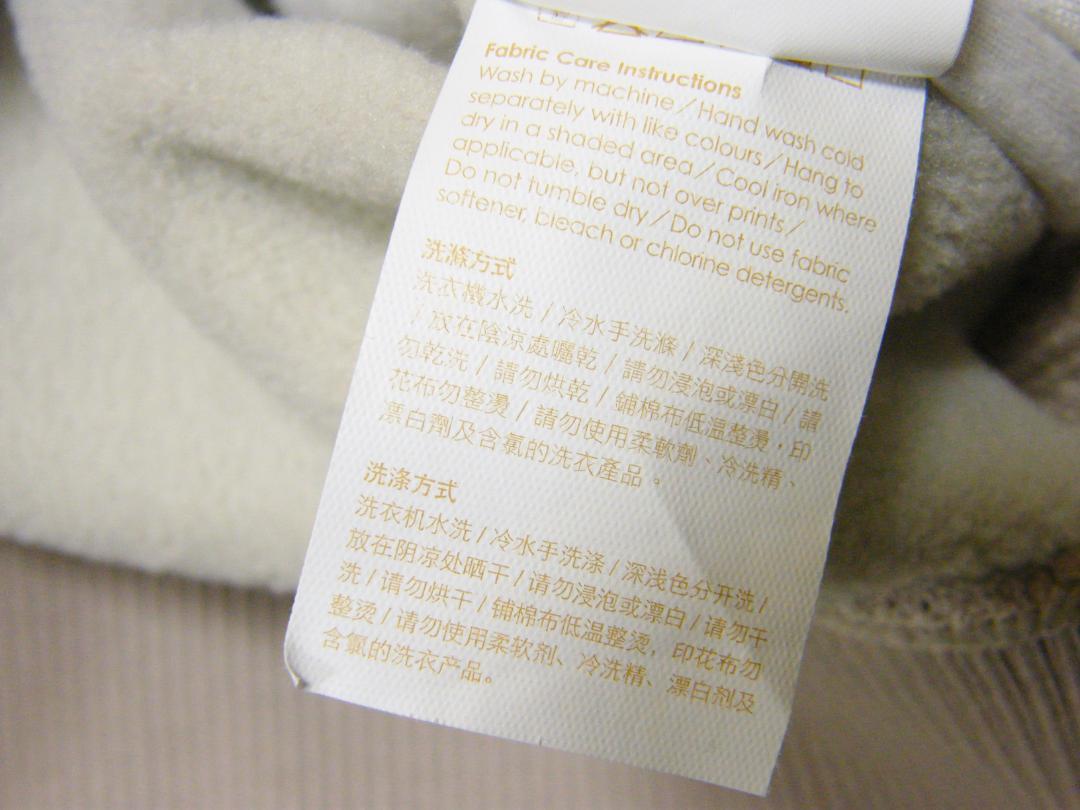 Fabric Care Instructions
Wash by machine／Hand wash cold
separately with like colours／Hang to
dry in a shaded area／Cool iron where
applicable, but not over prints／
Do not tumble dry／Do not use fabric
softener, bleach or chlorine detergents.
洗滌方式
洗衣機水洗 / 冷水手洗滌 / 深淺色分開洗
/ 放在陰涼處曬乾 / 請勿浸泡或漂白 / 請
勿乾洗 / 請勿烘乾 / 鋪棉布低温整燙，印
花布勿整燙 / 請勿使用柔軟劑、冷洗精、
漂白劑及含氯的洗衣產品。
洗涤方式
洗衣机水洗 / 冷水手洗涤 / 深浅色分开洗 /
放在阴凉处晒干 / 请勿浸泡或漂白 / 请勿干
洗 / 请勿烘干 / 铺棉布低温整烫，印花布勿
整烫 / 请勿使用柔软剂、冷洗精、漂白剂及
含氯的洗衣产品。